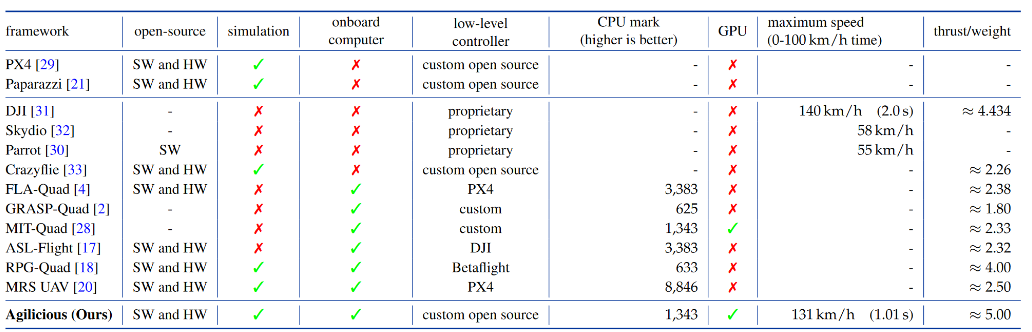 framework open-source simulation onboard computer low-level controller CPU mark (higher is better) GPU maximum speed (0-100 km/h time) thrust/weight
PX4 [29] SW and HW ✓ ✗ custom open source - ✗ - -
Paparazzi [21] SW and HW ✓ ✗ custom open source - ✗ - -
DJI [31] - ✗ ✗ proprietary - ✗ 140 km/h (2.0 s) ≈ 4.434
Skydio [32] - ✗ ✗ proprietary - ✗ 58 km/h
Parrot [30] SW ✗ ✗ proprietary - ✗ 55 km/h
Crazyflie [33] SW and HW ✓ ✗ custom open source - ✗ - ≈ 2.26
FLA-Quad [4] SW and HW ✗ ✓ PX4 3,383 ✗ - ≈ 2.38
GRASP-Quad [2] - ✗ ✓ custom 625 ✗ - ≈ 1.80
MIT-Quad [28] - ✗ ✓ custom 1,343 ✓ - ≈ 2.33
ASL-Flight [17] SW and HW ✗ ✓ DJI 3,383 ✗ - ≈ 2.32
RPG-Quad [18] SW and HW ✓ ✓ Betaflight 633 ✗ - ≈ 4.00
MRS UAV [20] SW and HW ✓ ✓ PX4 8,846 ✗ - ≈ 2.50
Agilicious (Ours) SW and HW ✓ ✓ custom open source 1,343 ✓ 131 km/h (1.01 s) ≈ 5.00